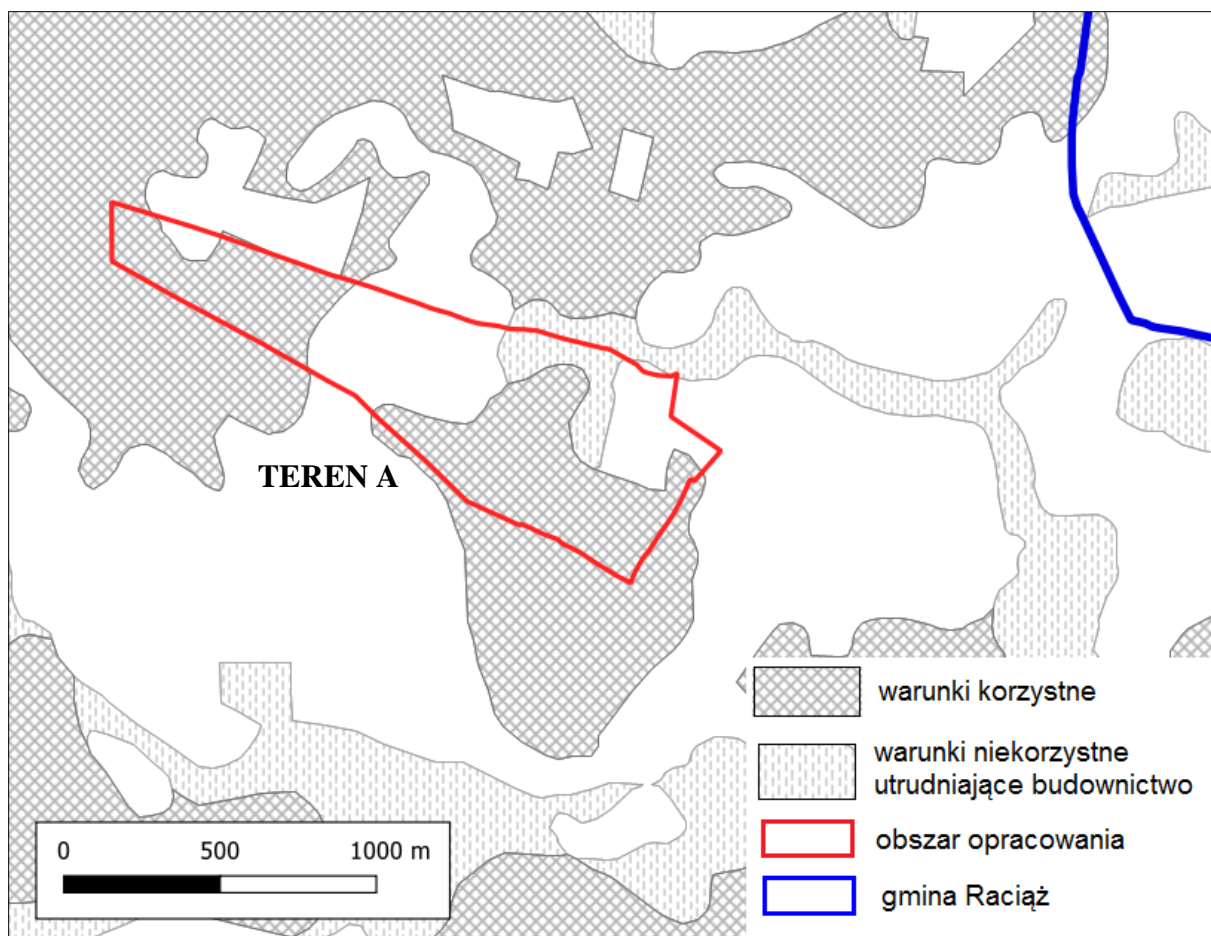 TEREN A
warunki korzystne
warunki niekorzystne
utrudniające budownictwo
obszar opracowania
gmina Raciąż
0 500 1000 m